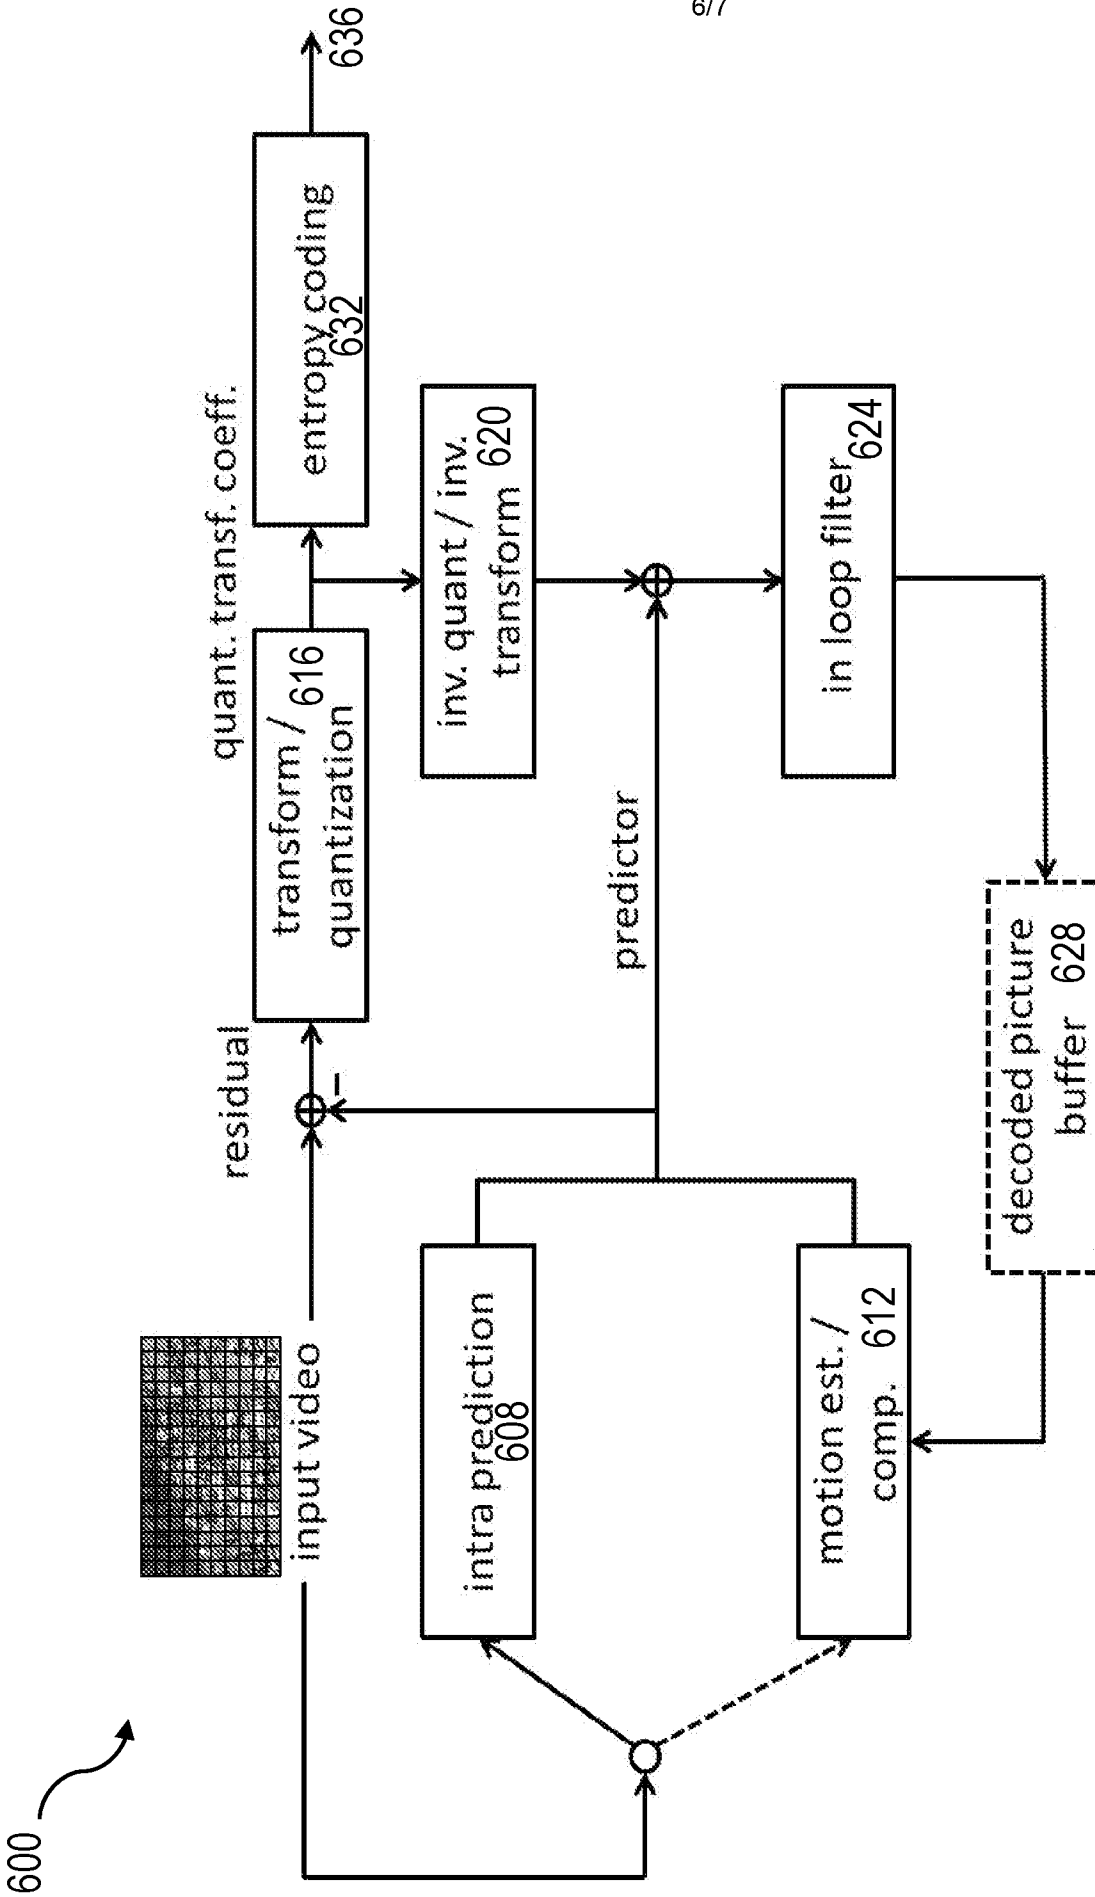 6/7
600
input video
residual
transform /
616
quantization
quant. transf. coeff.
entropy coding
632
636
inv. quant / inv.
transform 620
intra prediction
608
predictor
motion est. /
comp. 612
in loop filter
624
decoded picture
buffer 628
–